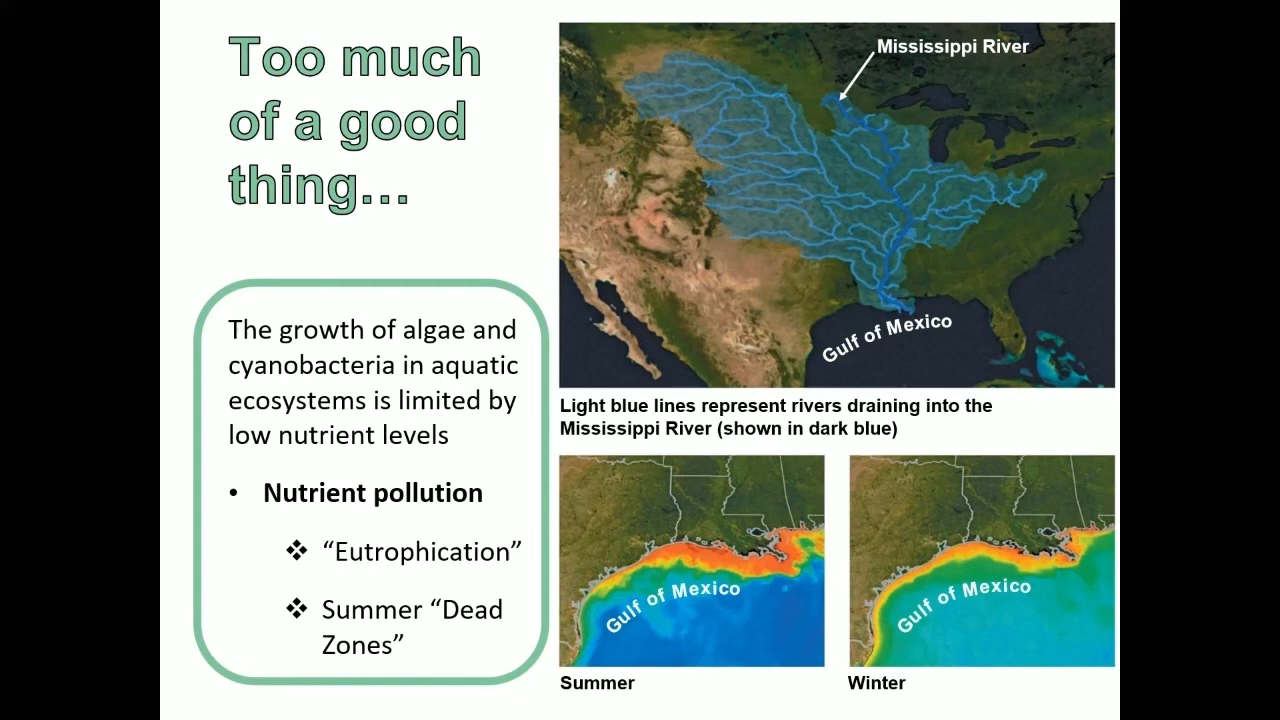 Too much
of a good
thing…
The growth of algae and
cyanobacteria in aquatic
ecosystems is limited by
low nutrient levels
• Nutrient pollution
❖ “Eutrophication”
❖ Summer “Dead
Zones”
Mississippi River
Gulf of Mexico
Light blue lines represent rivers draining into the
Mississippi River (shown in dark blue)
Gulf of Mexico
Summer
Gulf of Mexico
Winter